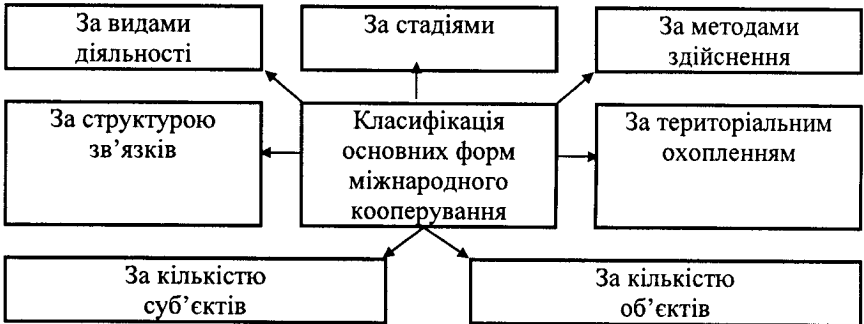 За видами
діяльності
За стадіями
За методами
здійснення
За структурою
зв’язків
Класифікація
основних форм
міжнародного
кооперування
За територіальним
охопленням
За кількістю
суб’єктів
За кількістю
об’єктів